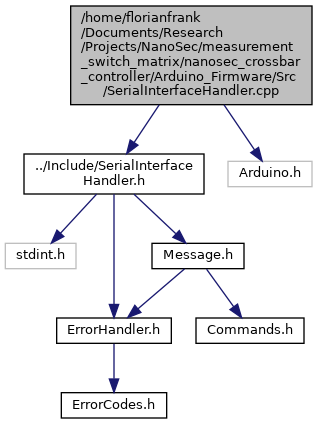 /home/florianfrank
/Documents/Research
/Projects/NanoSec/measurement
_switch_matrix/nanosec_crossbar
_controller/Arduino_Firmware/Src
/SerialInterfaceHandler.cpp
../Include/SerialInterface
Handler.h
Arduino.h
stdint.h
Message.h
ErrorHandler.h
Commands.h
ErrorCodes.h